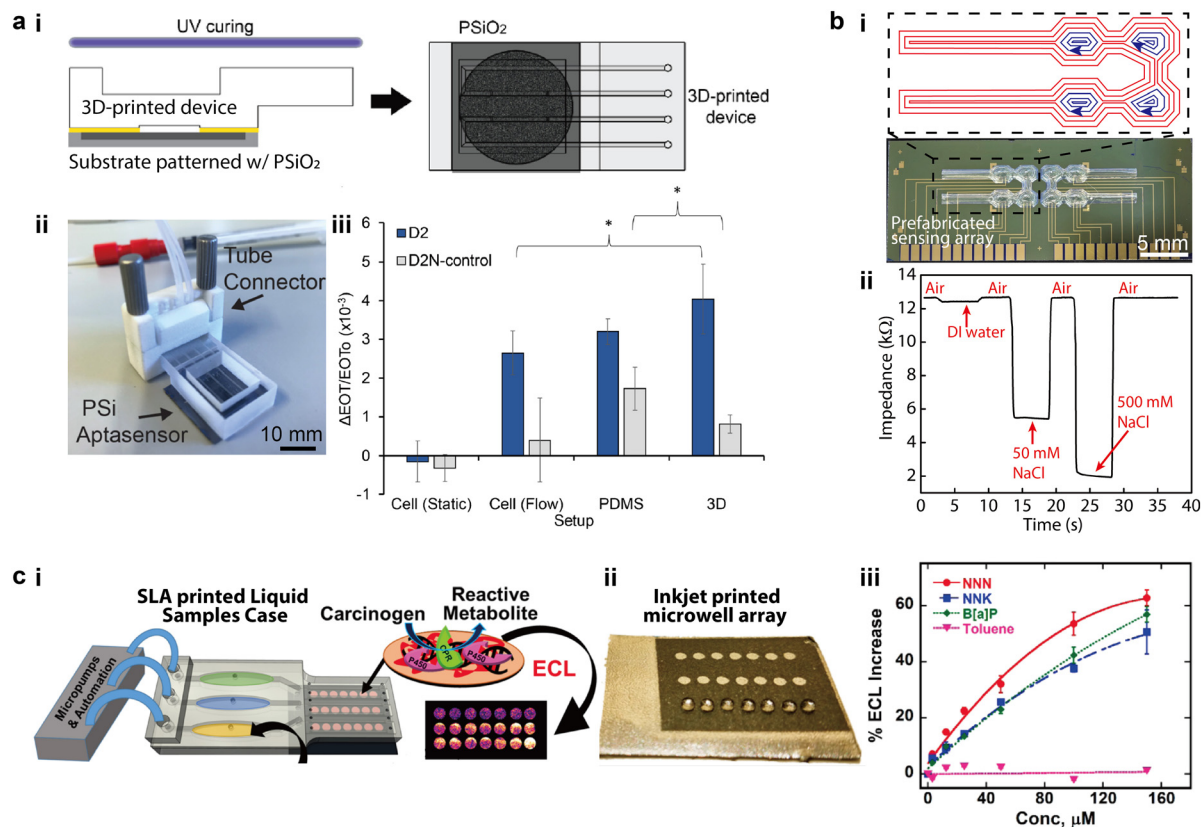 a i
UV curing
3D-printed device
Substrate patterned w/ PSiO₂
PSiO₂
3D-printed
device
ii
Tube
Connector
PSi
Aptasensor
10 mm
iii
*
*
D2
D2N-control
ΔEOT/EOTo (x10⁻³)
6
5
4
3
2
1
0
-1
Cell (Static)
Cell (Flow)
PDMS
3D
Setup
b i
Prefabricated
sensing array
5 mm
ii
Impedance (kΩ)
14
12
10
8
6
4
2
Air
Air
Air
Air
DI water
50 mM
NaCl
500 mM
NaCl
0
5
10
15
20
25
30
35
40
Time (s)
c i
SLA printed Liquid
Samples Case
Micropumps
& Automation
Carcinogen
Reactive
Metabolite
P450
CPR
P450
ECL
ii
Inkjet printed
microwell array
iii
% ECL Increase
60
40
20
0
NNN
NNK
B[a]P
Toluene
0
40
80
120
160
Conc, μM